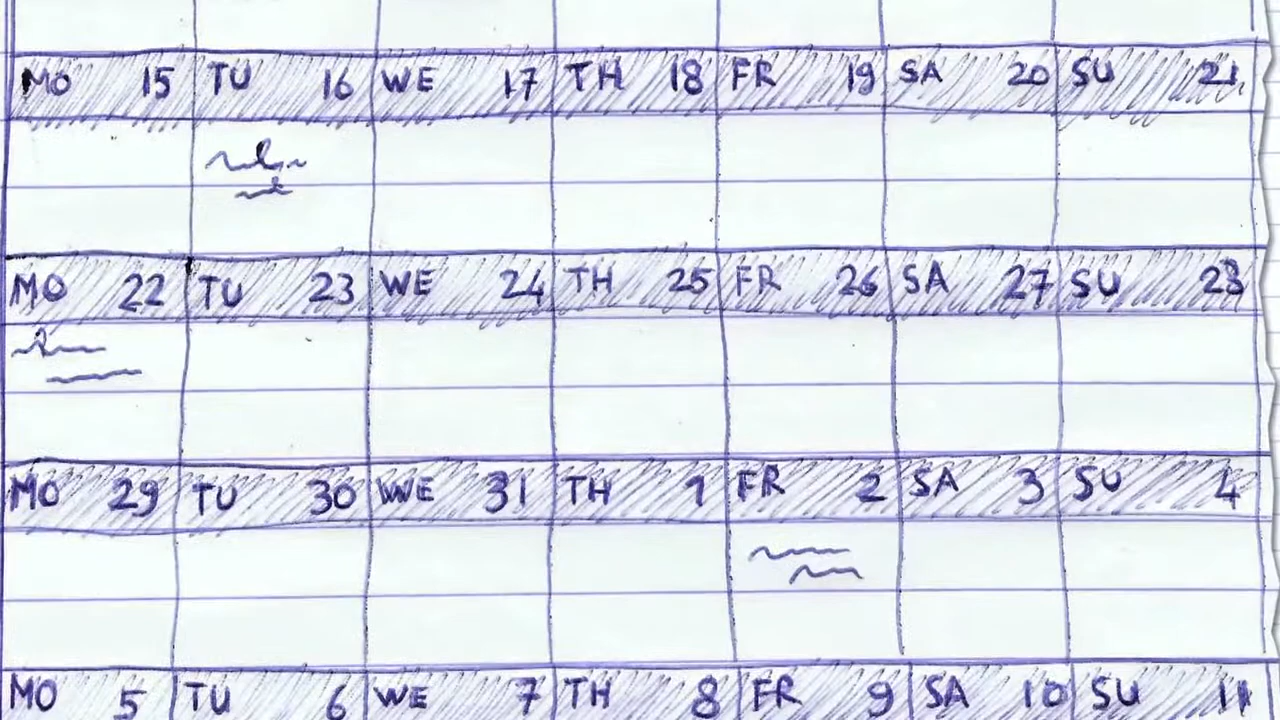 MO 15 TU 16 WE 17 TH 18 FR 19 SA 20 SU 21
MO 22 TU 23 WE 24 TH 25 FR 26 SA 27 SU 28
MO 29 TU 30 WE 31 TH 1 FR 2 SA 3 SU 4
MO 5 TU 6 WE 7 TH 8 FR 9 SA 10 SU 11